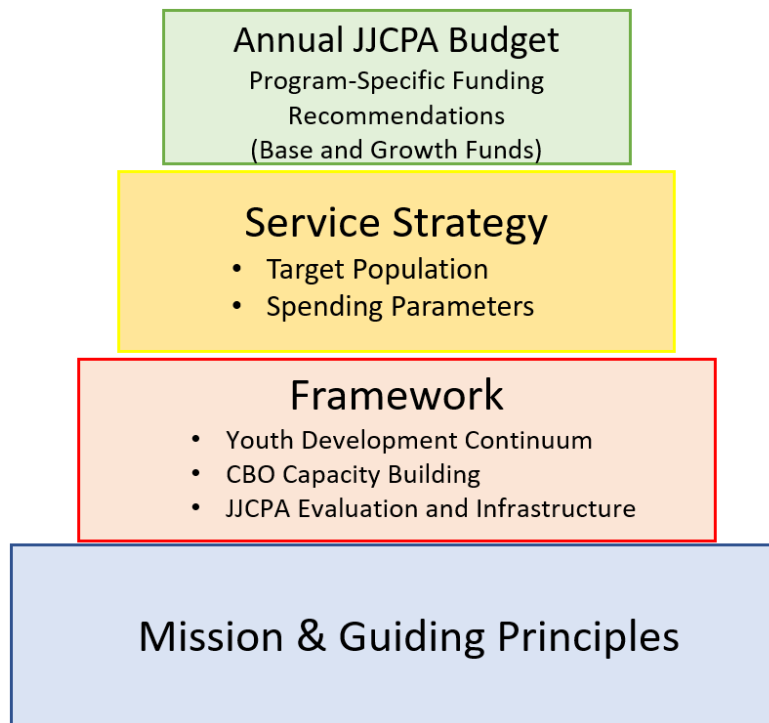 Annual JJCPA Budget
Program-Specific Funding
Recommendations
(Base and Growth Funds)
Service Strategy
• Target Population
• Spending Parameters
Framework
• Youth Development Continuum
• CBO Capacity Building
• JJCPA Evaluation and Infrastructure
Mission & Guiding Principles